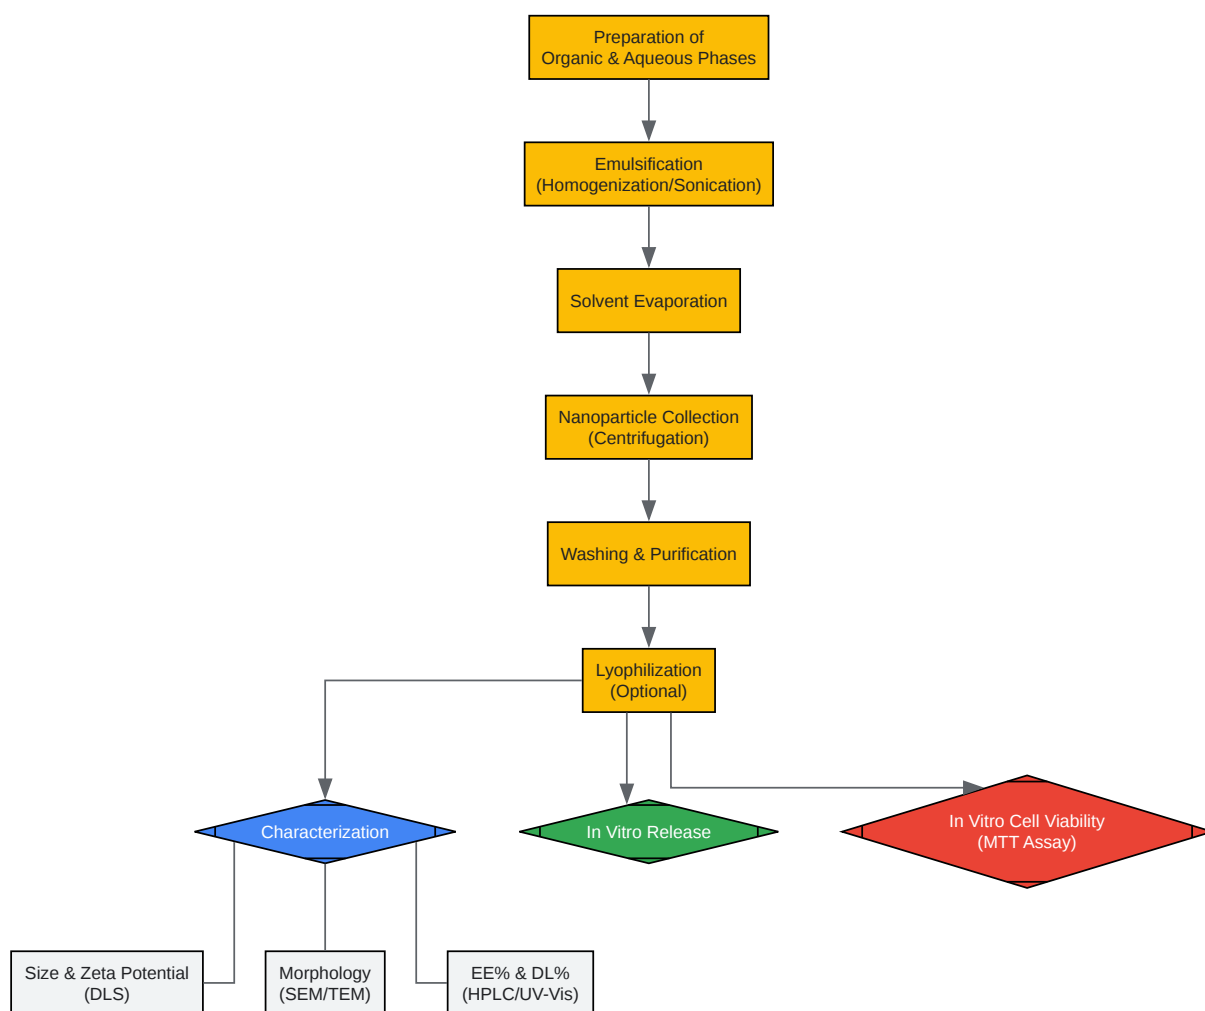 Preparation of
Organic & Aqueous Phases
Emulsification
(Homogenization/Sonication)
Solvent Evaporation
Nanoparticle Collection
(Centrifugation)
Washing & Purification
Lyophilization
(Optional)
Characterization
In Vitro Release
In Vitro Cell Viability
(MTT Assay)
Size & Zeta Potential
(DLS)
Morphology
(SEM/TEM)
EE% & DL%
(HPLC/UV-Vis)